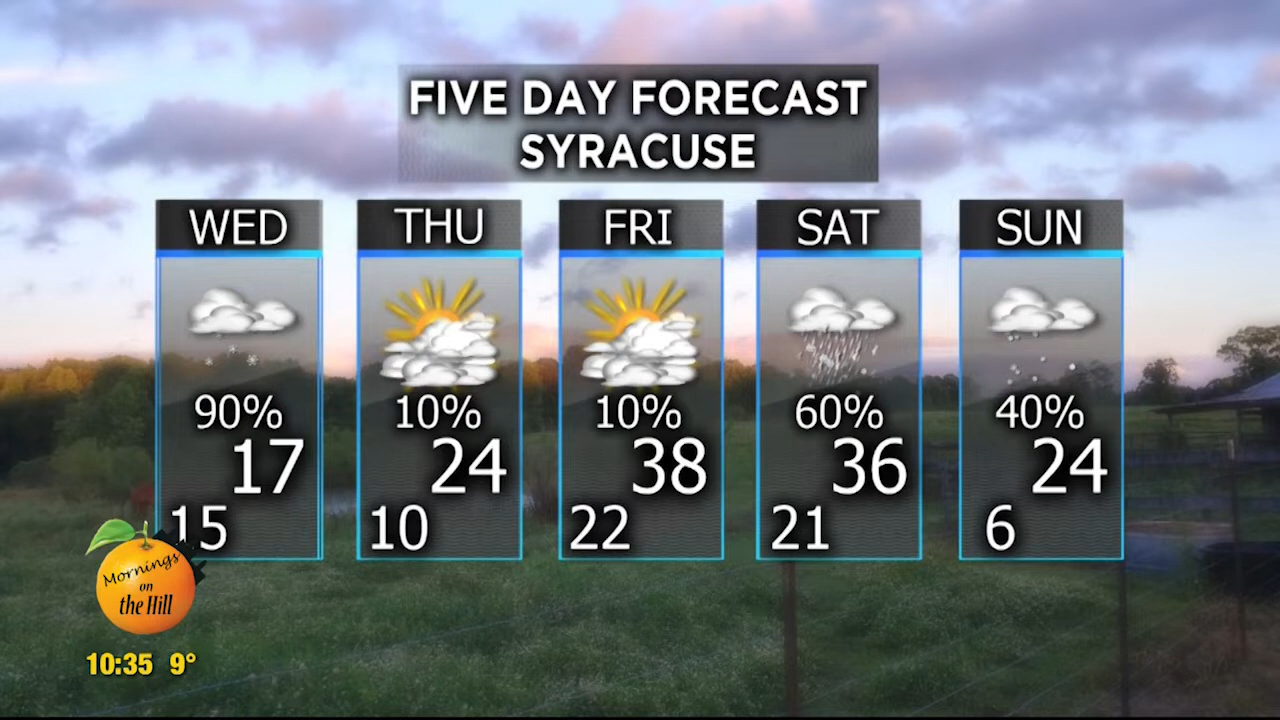 FIVE DAY FORECAST
SYRACUSE
WED
90%
17
15
THU
10%
24
10
FRI
10%
38
22
SAT
60%
36
21
SUN
40%
24
6
Mornings
on
the Hill
10:35 9°